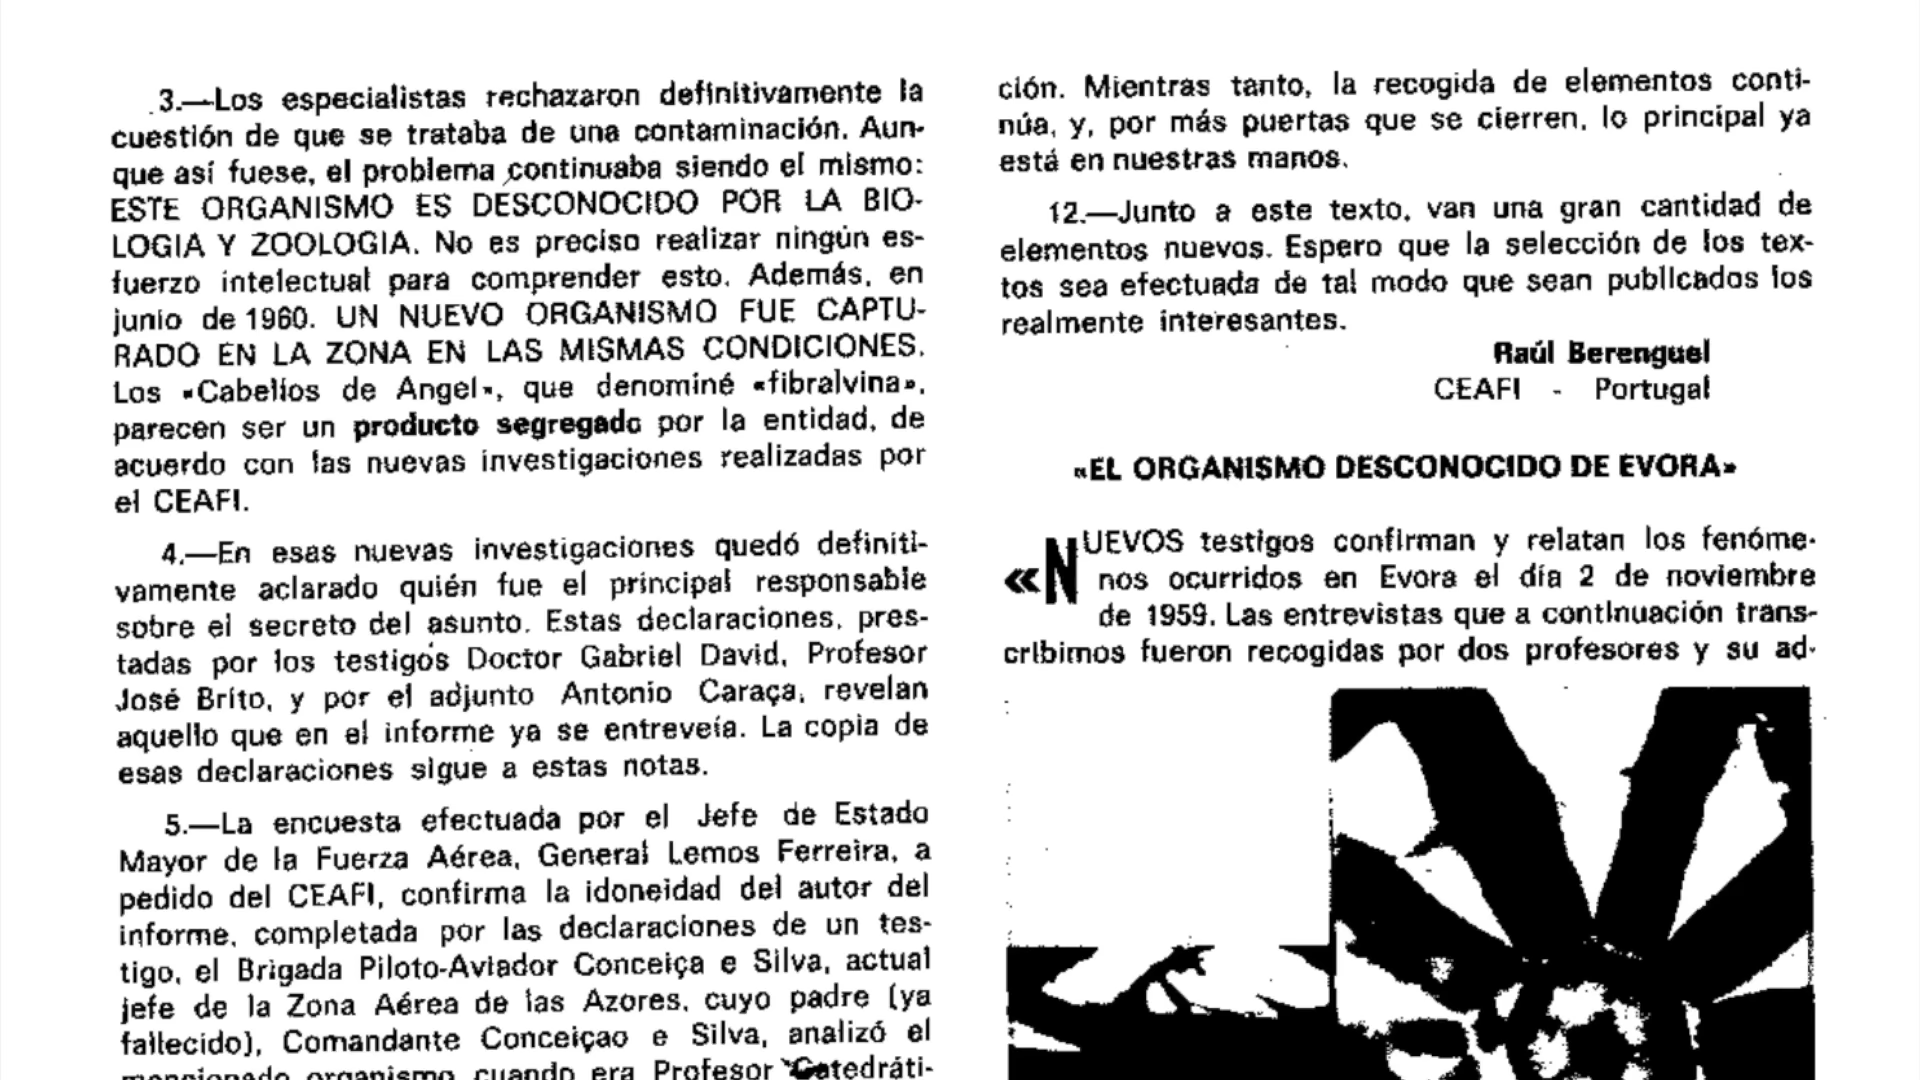 3.—Los especialistas rechazaron definitivamente la
cuestión de que se trataba de una contaminación. Aun-
que así fuese, el problema continuaba siendo el mismo:
ESTE ORGANISMO ES DESCONOCIDO POR LA BIO-
LOGIA Y ZOOLOGIA. No es preciso realizar ningún es-
fuerzo intelectual para comprender esto. Además, en
junio de 1960. UN NUEVO ORGANISMO FUE CAPTU-
RADO EN LA ZONA EN LAS MISMAS CONDICIONES.
Los «Cabellos de Angel», que denominé «fibralvina»,
parecen ser un producto segregado por la entidad, de
acuerdo con las nuevas investigaciones realizadas por
el CEAFI.
4.—En esas nuevas investigaciones quedó definiti-
vamente aclarado quién fue el principal responsable
sobre el secreto del asunto. Estas declaraciones, pres-
tadas por los testigos Doctor Gabriel David, Profesor
José Brito, y por el adjunto Antonio Caraça, revelan
aquello que en el informe ya se entreveía. La copia de
esas declaraciones sigue a estas notas.
5.—La encuesta efectuada por el Jefe de Estado
Mayor de la Fuerza Aérea, General Lemos Ferreira, a
pedido del CEAFI, confirma la idoneidad del autor del
informe, completada por las declaraciones de un tes-
tigo, el Brigada Piloto-Aviador Conceiça e Silva, actual
jefe de la Zona Aérea de las Azores, cuyo padre (ya
fallecido), Comandante Conceiçao e Silva, analizó el
mencionado organismo cuando era Profesor Catedráti-
ción. Mientras tanto, la recogida de elementos conti-
núa, y, por más puertas que se cierren, lo principal ya
está en nuestras manos.
12.—Junto a este texto, van una gran cantidad de
elementos nuevos. Espero que la selección de los tex-
tos sea efectuada de tal modo que sean publicados los
realmente interesantes.
Raúl Berenguel
CEAFI - Portugal
«EL ORGANISMO DESCONOCIDO DE EVORA»
«NUEVOS testigos confirman y relatan los fenóme-
nos ocurridos en Evora el día 2 de noviembre
de 1959. Las entrevistas que a continuación trans-
cribimos fueron recogidas por dos profesores y su ad-